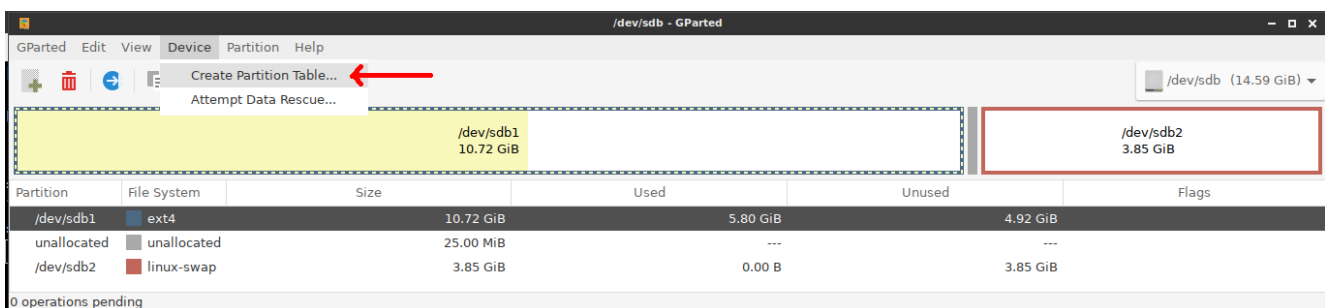 /dev/sdb - GParted
GParted Edit View Device Partition Help
Create Partition Table...
Attempt Data Rescue...
/dev/sdb (14.59 GiB)
/dev/sdb1
10.72 GiB
/dev/sdb2
3.85 GiB
Partition File System Size Used Unused Flags
/dev/sdb1 ext4 10.72 GiB 5.80 GiB 4.92 GiB
unallocated unallocated 25.00 MiB --- ---
/dev/sdb2 linux-swap 3.85 GiB 0.00 B 3.85 GiB
0 operations pending